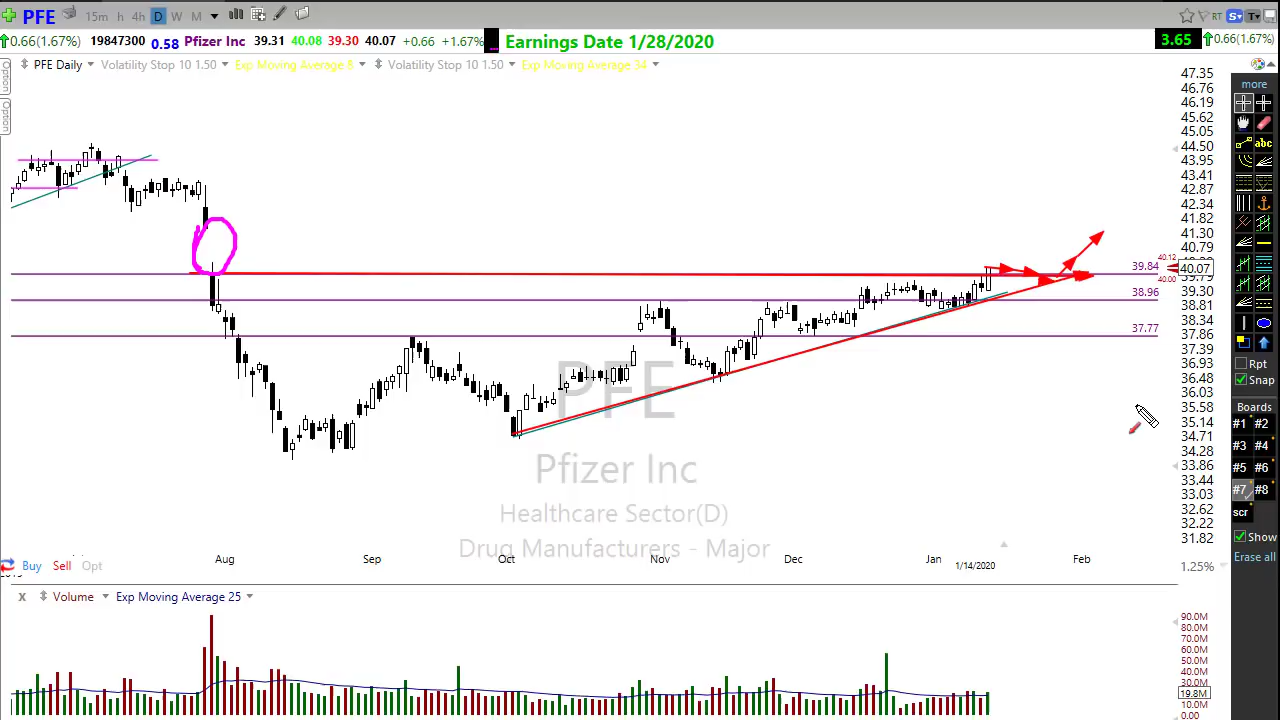 PFE 15m h 4h D W M RT S T
0.66(1.67%) 19847300 0.58 Pfizer Inc 39.31 40.08 39.30 40.07 +0.66 +1.67% Earnings Date 1/28/2020 3.65 0.66(1.67%)
PFE Daily Volatility Stop 10 1.50 Exp Moving Average 8 Volatility Stop 10 1.50 Exp Moving Average 34
Option
Option
more
abc
47.35
46.76
46.19
45.62
45.05
44.50
43.95
43.41
42.87
42.34
41.82
41.30
40.79
40.12
39.84 40.07
40.00
38.96 39.30
38.81
38.34
37.77 37.86
37.39
36.93
36.48
36.03
35.58
35.14
34.71
34.28
33.86
33.44
33.03
32.62
32.22
31.82
PFE
Pfizer Inc
Healthcare Sector(D)
Drug Manufacturers - Major
Rpt
Snap
Boards
#1 #2
#3 #4
#5 #6
#7 #8
scr
Show
Erase all
Aug Sep Oct Nov Dec Jan Feb
1/14/2020
Buy Sell Opt 1.25%
x Volume Exp Moving Average 25
90.0M
80.0M
70.0M
60.0M
50.0M
40.0M
30.0M
19.8M
10.0M
0.00